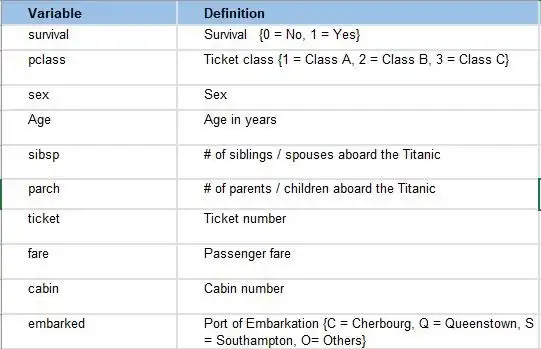 Variable Definition
survival Survival {0 = No, 1 = Yes}
pclass Ticket class {1 = Class A, 2 = Class B, 3 = Class C}
sex Sex
Age Age in years
sibsp # of siblings / spouses aboard the Titanic
parch # of parents / children aboard the Titanic
ticket Ticket number
fare Passenger fare
cabin Cabin number
embarked Port of Embarkation {C = Cherbourg, Q = Queenstown, S
= Southampton, O= Others}